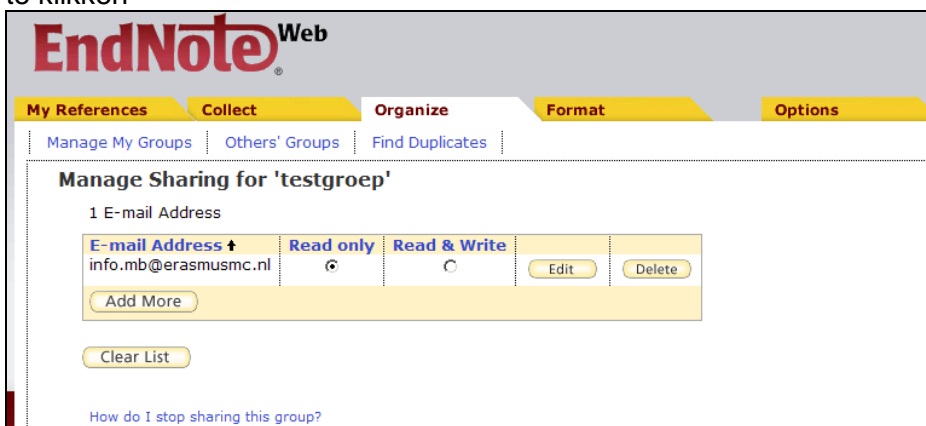 te klikken
EndNote Web ®
My References Collect Organize Format Options
Manage My Groups Others' Groups Find Duplicates
Manage Sharing for 'testgroep'
1 E-mail Address
E-mail Address Read only Read & Write
info.mb@erasmusmc.nl Edit Delete
Add More
Clear List
How do I stop sharing this group?